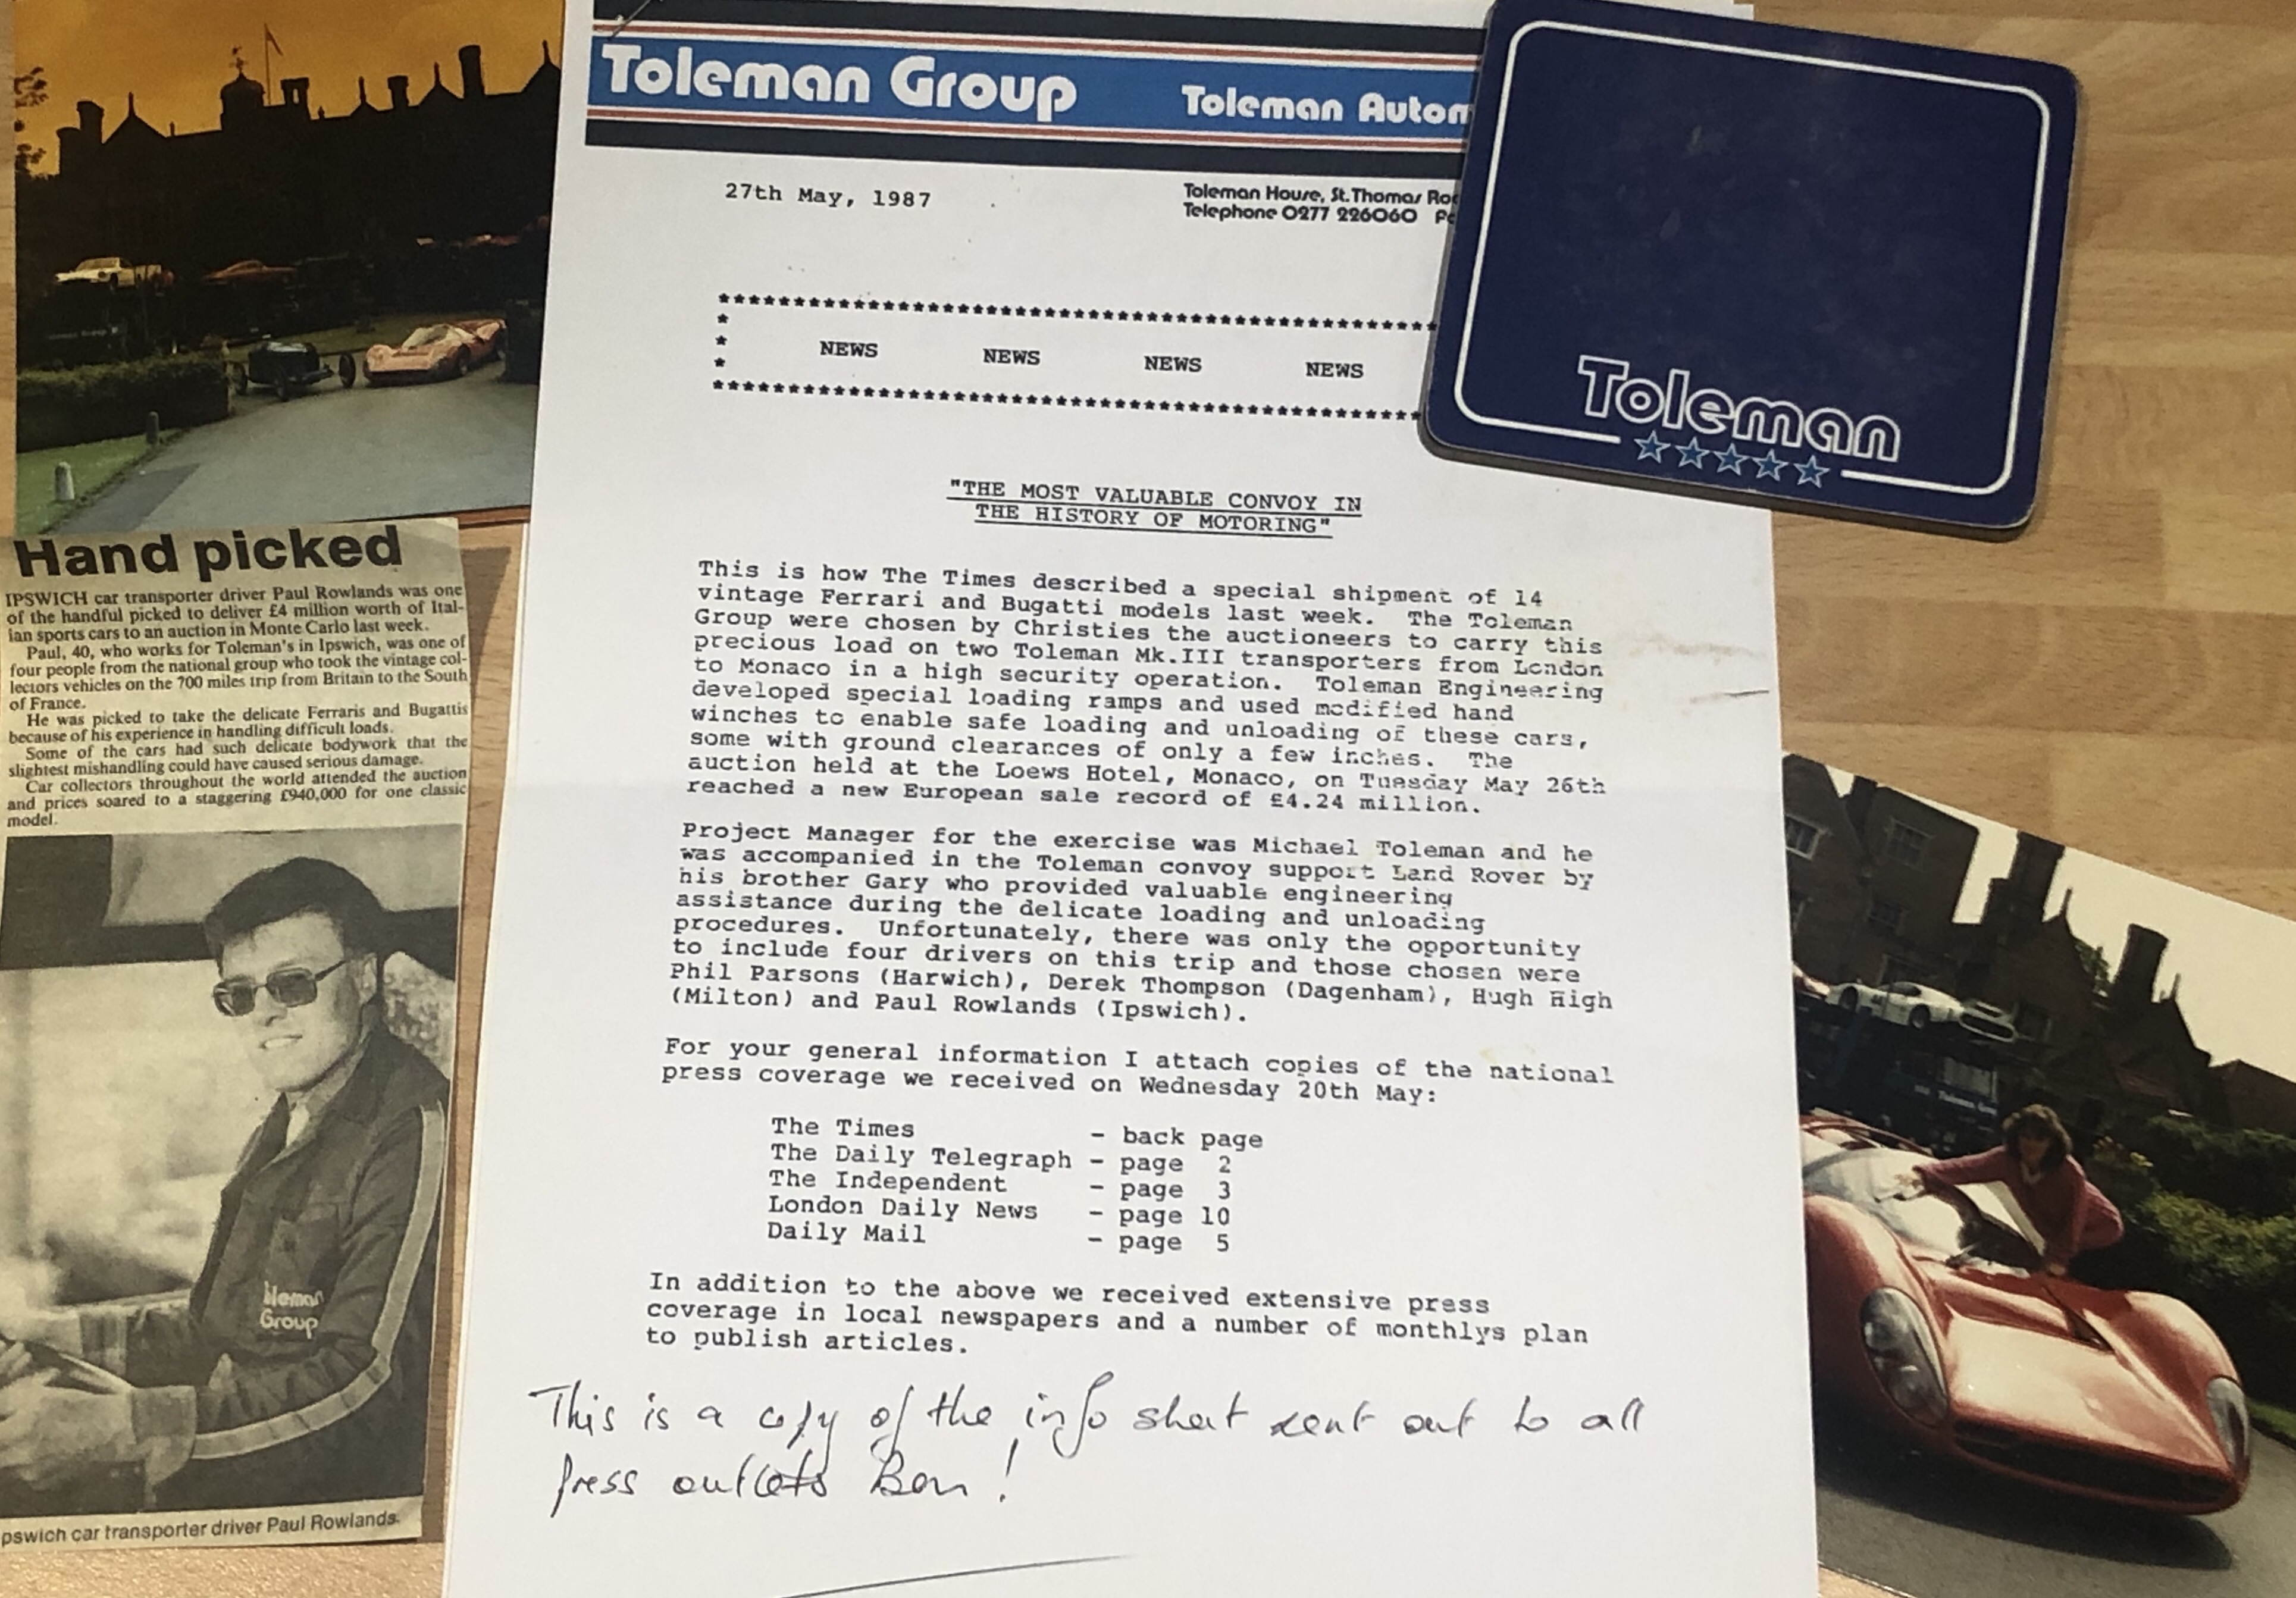 Toleman Group
Toleman Autom
27th May, 1987
Toleman House, St. Thomas Roa
Telephone 0277 226060
****************************************************
*
* NEWS NEWS NEWS NEWS
*
****************************************************
"THE MOST VALUABLE CONVOY IN
THE HISTORY OF MOTORING"
This is how The Times described a special shipment of 14
vintage Ferrari and Bugatti models last week. The Toleman
Group were chosen by Christies the auctioneers to carry this
precious load on two Toleman Mk.III transporters from London
to Monaco in a high security operation. Toleman Engineering
developed special loading ramps and used modified hand
winches to enable safe loading and unloading of these cars,
some with ground clearances of only a few inches. The
auction held at the Loews Hotel, Monaco, on Tuesday May 26th
reached a new European sale record of £4.24 million.
Project Manager for the exercise was Michael Toleman and he
was accompanied in the Toleman convoy support Land Rover by
his brother Gary who provided valuable engineering
assistance during the delicate loading and unloading
procedures. Unfortunately, there was only the opportunity
to include four drivers on this trip and those chosen were
Phil Parsons (Harwich), Derek Thompson (Dagenham), Hugh High
(Milton) and Paul Rowlands (Ipswich).
For your general information I attach copies of the national
press coverage we received on Wednesday 20th May:
The Times - back page
The Daily Telegraph - page 2
The Independent - page 3
London Daily News - page 10
Daily Mail - page 5
In addition to the above we received extensive press
coverage in local newspapers and a number of monthlys plan
to publish articles.
This is a copy of the info sheet sent out to all
press outlets Ben!
Toleman
Hand picked
IPSWICH car transporter driver Paul Rowlands was one
of the handful picked to deliver £4 million worth of Ital-
ian sports cars to an auction in Monte Carlo last week.
Paul, 40, who works for Toleman's in Ipswich, was one of
four people from the national group who took the vintage col-
lectors vehicles on the 700 miles trip from Britain to the South
of France.
He was picked to take the delicate Ferraris and Bugattis
because of his experience in handling difficult loads.
Some of the cars had such delicate bodywork that the
slightest mishandling could have caused serious damage.
Car collectors throughout the world attended the auction
and prices soared to a staggering £940,000 for one classic
model.
leman
Group
pswich car transporter driver Paul Rowlands.
Toleman Group
Toleman Grou